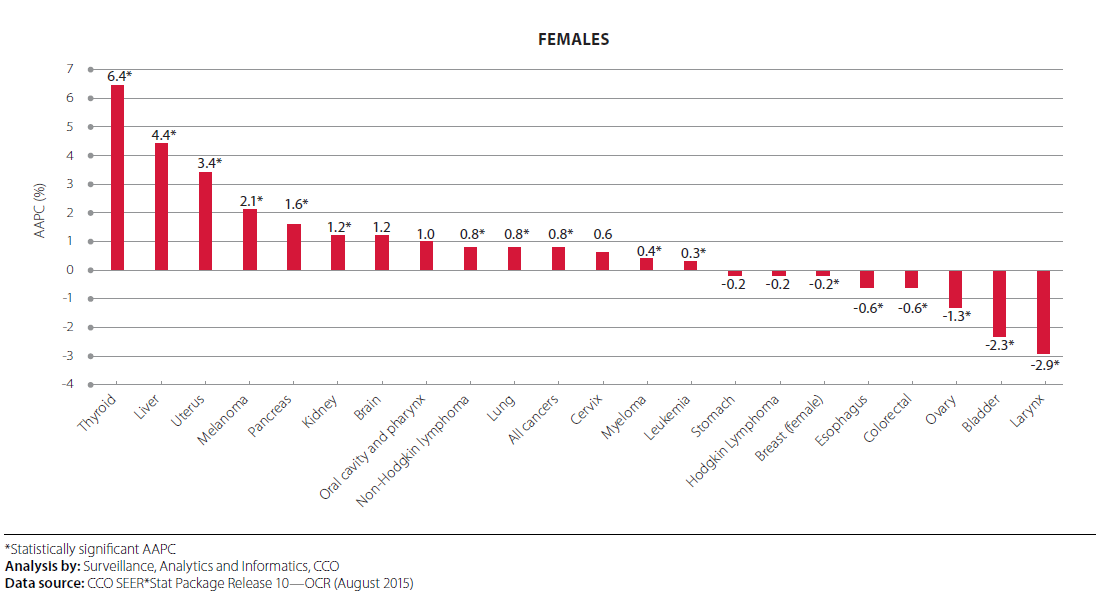 FEMALES
AAPC (%)
7
6
5
4
3
2
1
0
-1
-2
-3
-4
6.4*
4.4*
3.4*
2.1*
1.6*
1.2*
1.2
1.0
0.8*
0.8*
0.8*
0.6
0.4*
0.3*
-0.2
-0.2
-0.2*
-0.6*
-0.6*
-1.3*
-2.3*
-2.9*
Thyroid
Liver
Uterus
Melanoma
Pancreas
Kidney
Brain
Oral cavity and pharynx
Non-Hodgkin lymphoma
Lung
All cancers
Cervix
Myeloma
Leukemia
Stomach
Hodgkin Lymphoma
Breast (female)
Esophagus
Colorectal
Ovary
Bladder
Larynx
*Statistically significant AAPC
Analysis by: Surveillance, Analytics and Informatics, CCO
Data source: CCO SEER*Stat Package Release 10—OCR (August 2015)